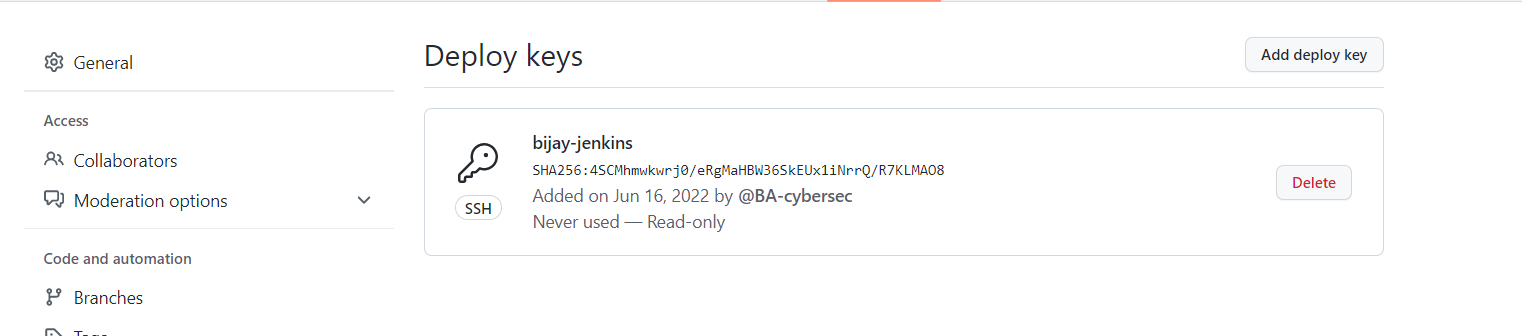 General
Access
Collaborators
Moderation options
Code and automation
Branches
Tags
Deploy keys
Add deploy key
bijay-jenkins
SHA256:4SCMhmwkwrj0/eRgMaHBW36SkEUx1iNrrQ/R7KLMAO8
Added on Jun 16, 2022 by @BA-cybersec
Never used — Read-only
SSH
Delete